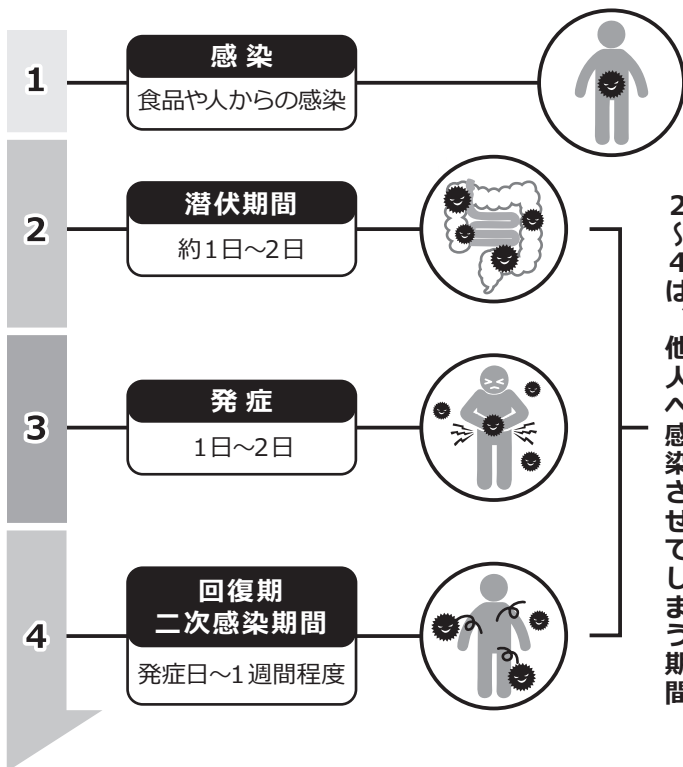 1
感染
食品や人からの感染
2
潜伏期間
約1日～2日
3
発症
1日～2日
4
回復期
二次感染期間
発症日～1週間程度
2～4は、他人へ感染させてしまう期間